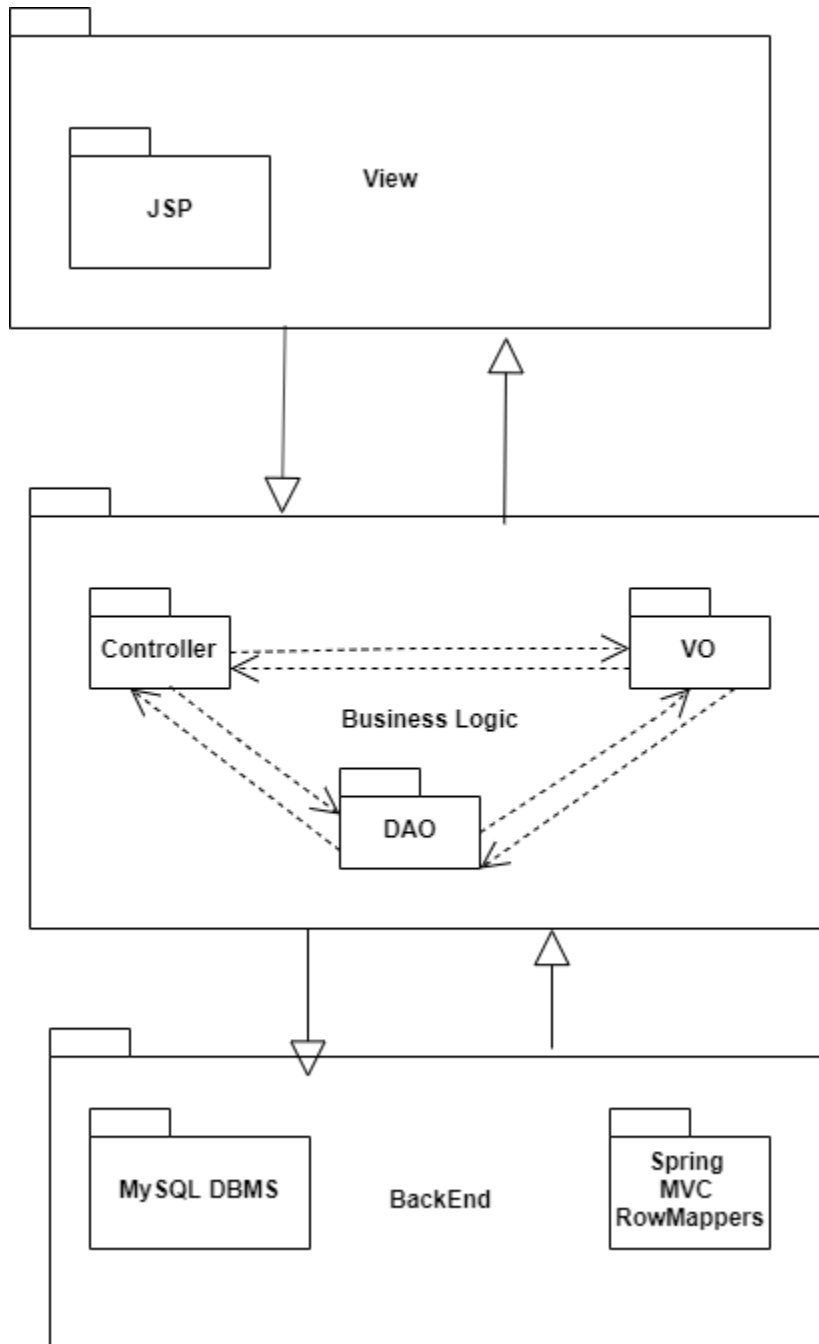 View
JSP
Controller
VO
Business Logic
DAO
MySQL DBMS
BackEnd
Spring
MVC
RowMappers